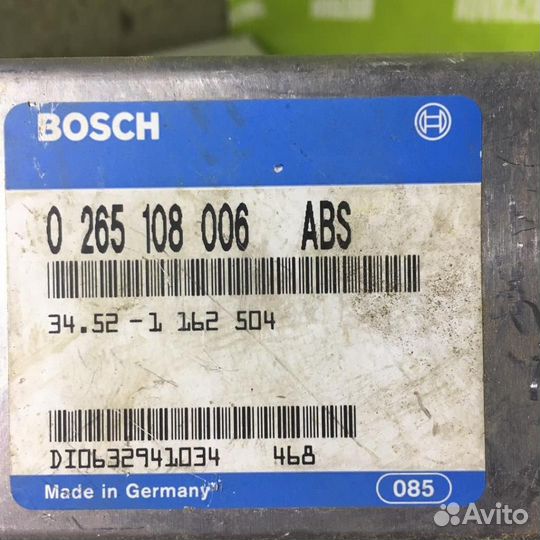 BOSCH
0 265 108 006 ABS
34.52-1 162 504
DI0632941034 468
Made in Germany 085
Avito